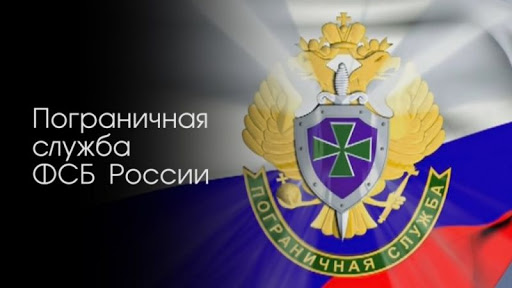 Пограничная
служба
ФСБ России
ПОГРАНИЧНАЯ СЛУЖБА